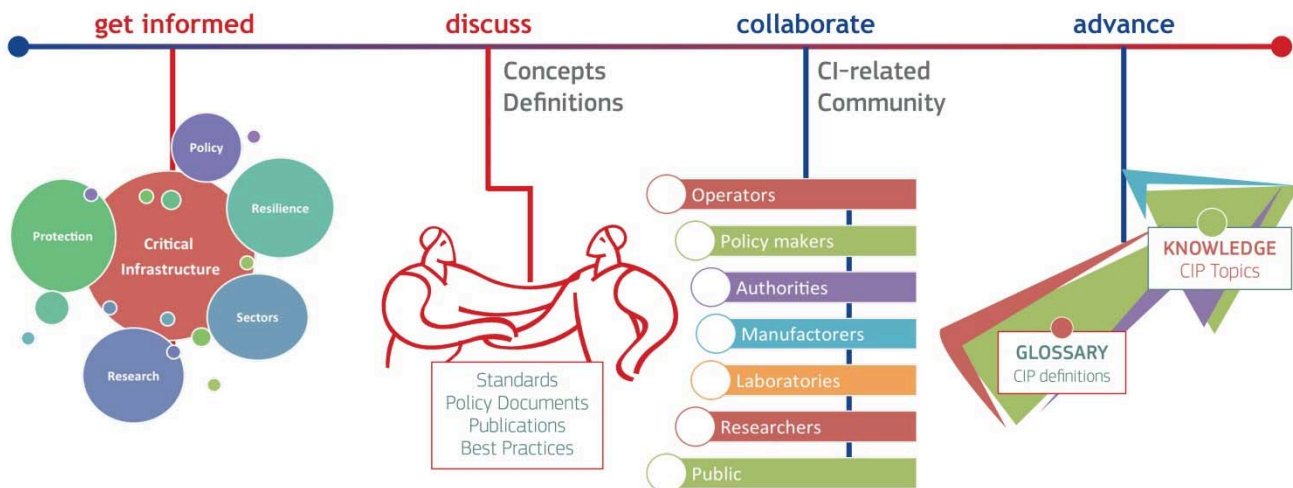 get informed
discuss
collaborate
advance
Concepts
Definitions
CI-related
Community
Policy
Resilience
Protection
Critical
Infrastructure
Sectors
Research
Standards
Policy Documents
Publications
Best Practices
Operators
Policy makers
Authorities
Manufactorers
Laboratories
Researchers
Public
KNOWLEDGE
CIP Topics
GLOSSARY
CIP definitions